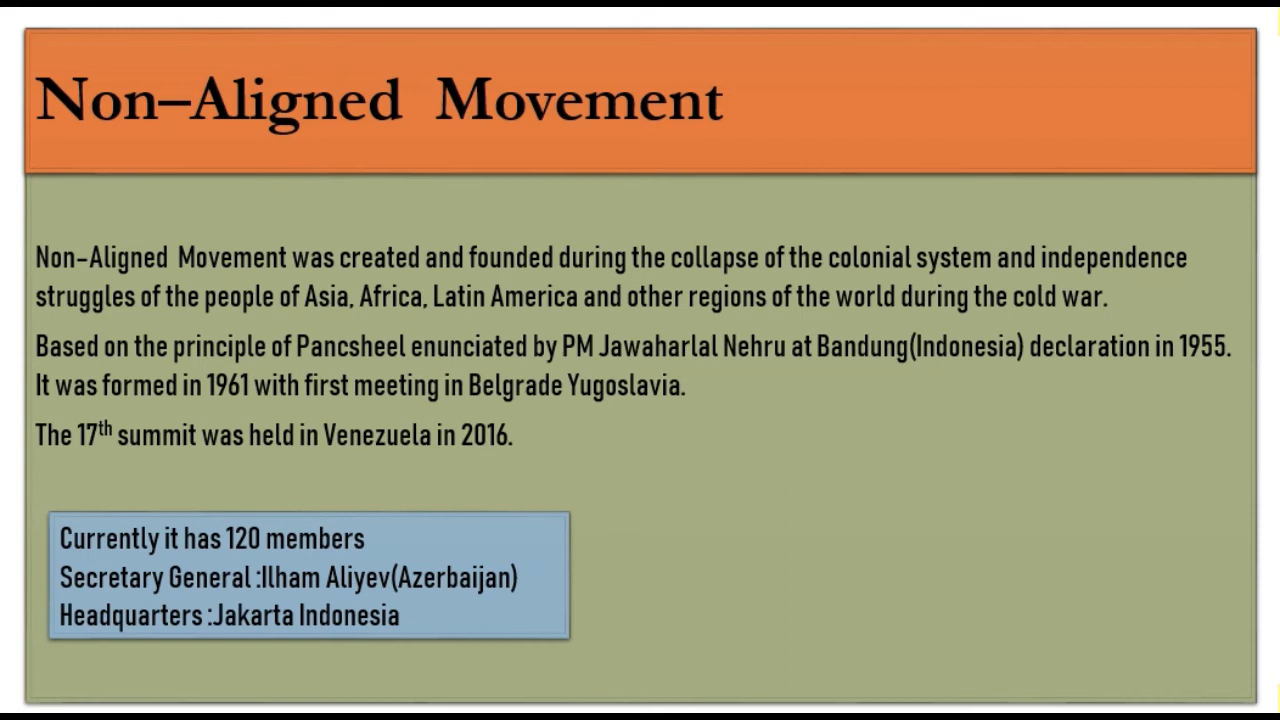 Non–Aligned Movement
Non-Aligned Movement was created and founded during the collapse of the colonial system and independence
struggles of the people of Asia, Africa, Latin America and other regions of the world during the cold war.
Based on the principle of Pancsheel enunciated by PM Jawaharlal Nehru at Bandung(Indonesia) declaration in 1955.
It was formed in 1961 with first meeting in Belgrade Yugoslavia.
The 17th summit was held in Venezuela in 2016.
Currently it has 120 members
Secretary General :Ilham Aliyev(Azerbaijan)
Headquarters :Jakarta Indonesia